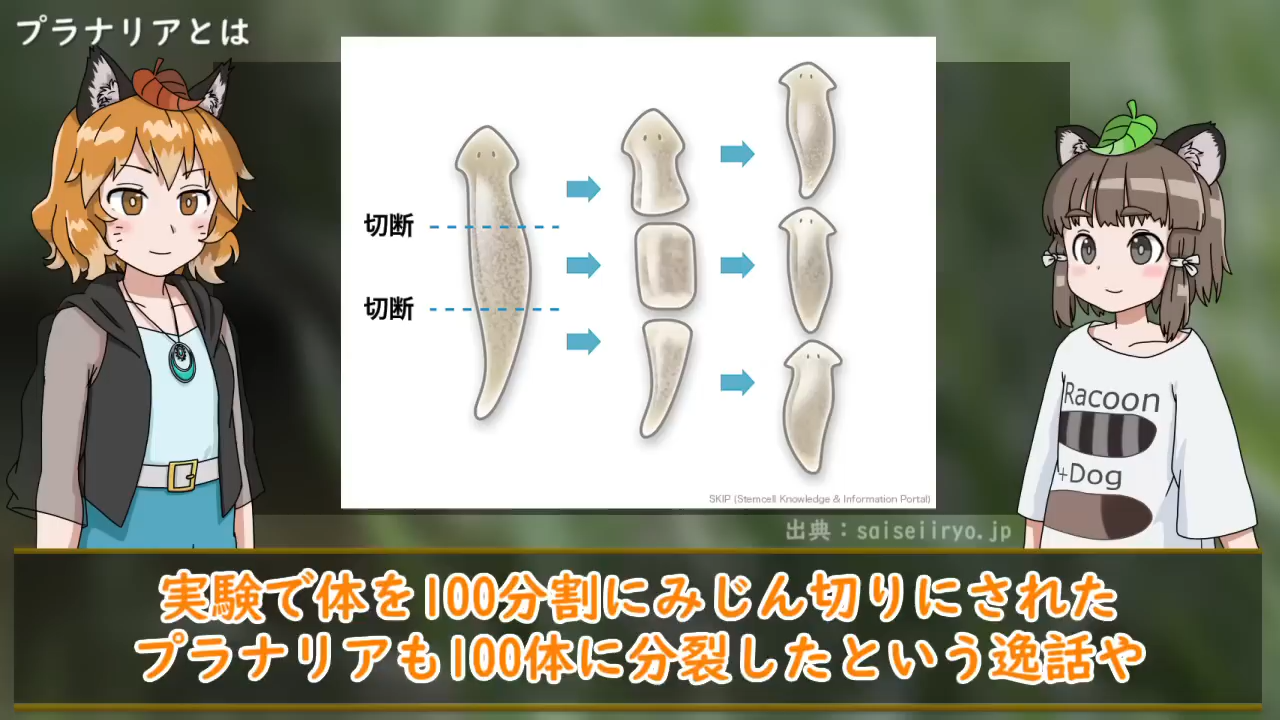 プラナリアとは
切断
切断
SKIP (Stemcell Knowledge & Information Portal)
Racoon
+Dog
出典：saiseiiryo.jp
実験で体を100分割にみじん切りにされた
プラナリアも100体に分裂したという逸話や